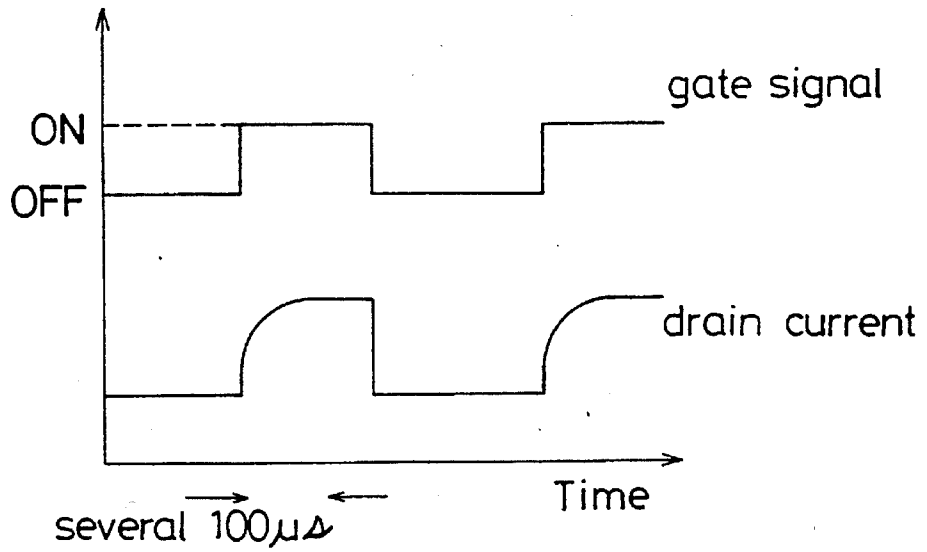 gate signal
ON
OFF
drain current
Time
several 100μs